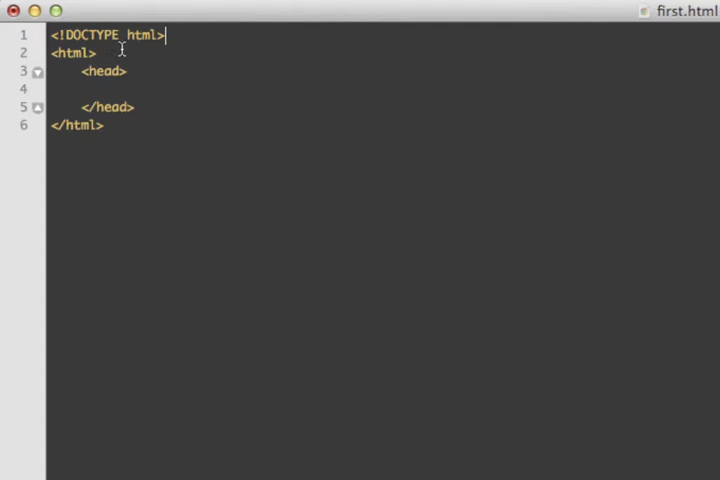 first.html
1 <!DOCTYPE html>
2 <html>
3 <head>
4
5 </head>
6 </html>